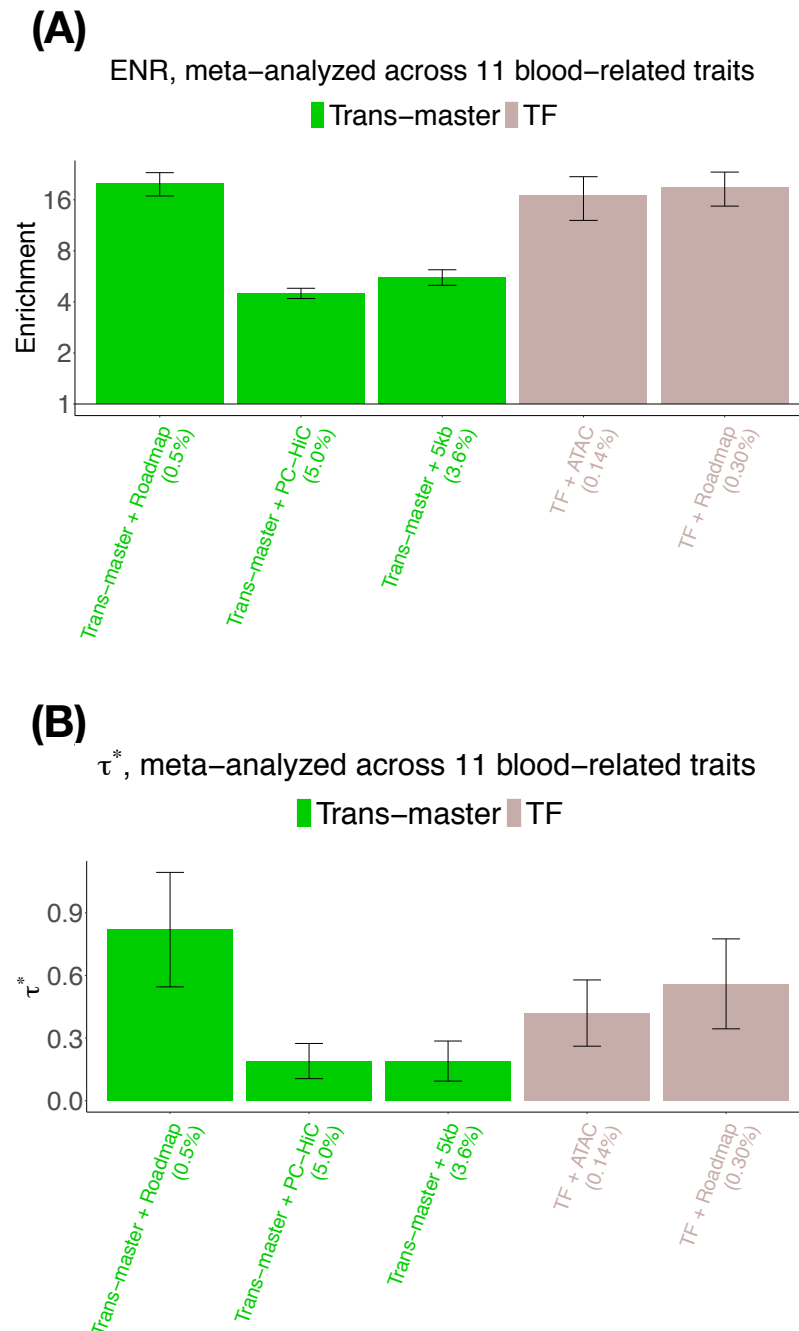 (A)
ENR, meta−analyzed across 11 blood−related traits
Trans−master TF
Enrichment
16
8
4
2
1
Trans−master + Roadmap
(0.5%)
Trans−master + PC−HiC
(5.0%)
Trans−master + 5kb
(3.6%)
TF + ATAC
(0.14%)
TF + Roadmap
(0.30%)
(B)
τ*, meta−analyzed across 11 blood−related traits
Trans−master TF
τ*
0.9
0.6
0.3
0.0
Trans−master + Roadmap
(0.5%)
Trans−master + PC−HiC
(5.0%)
Trans−master + 5kb
(3.6%)
TF + ATAC
(0.14%)
TF + Roadmap
(0.30%)